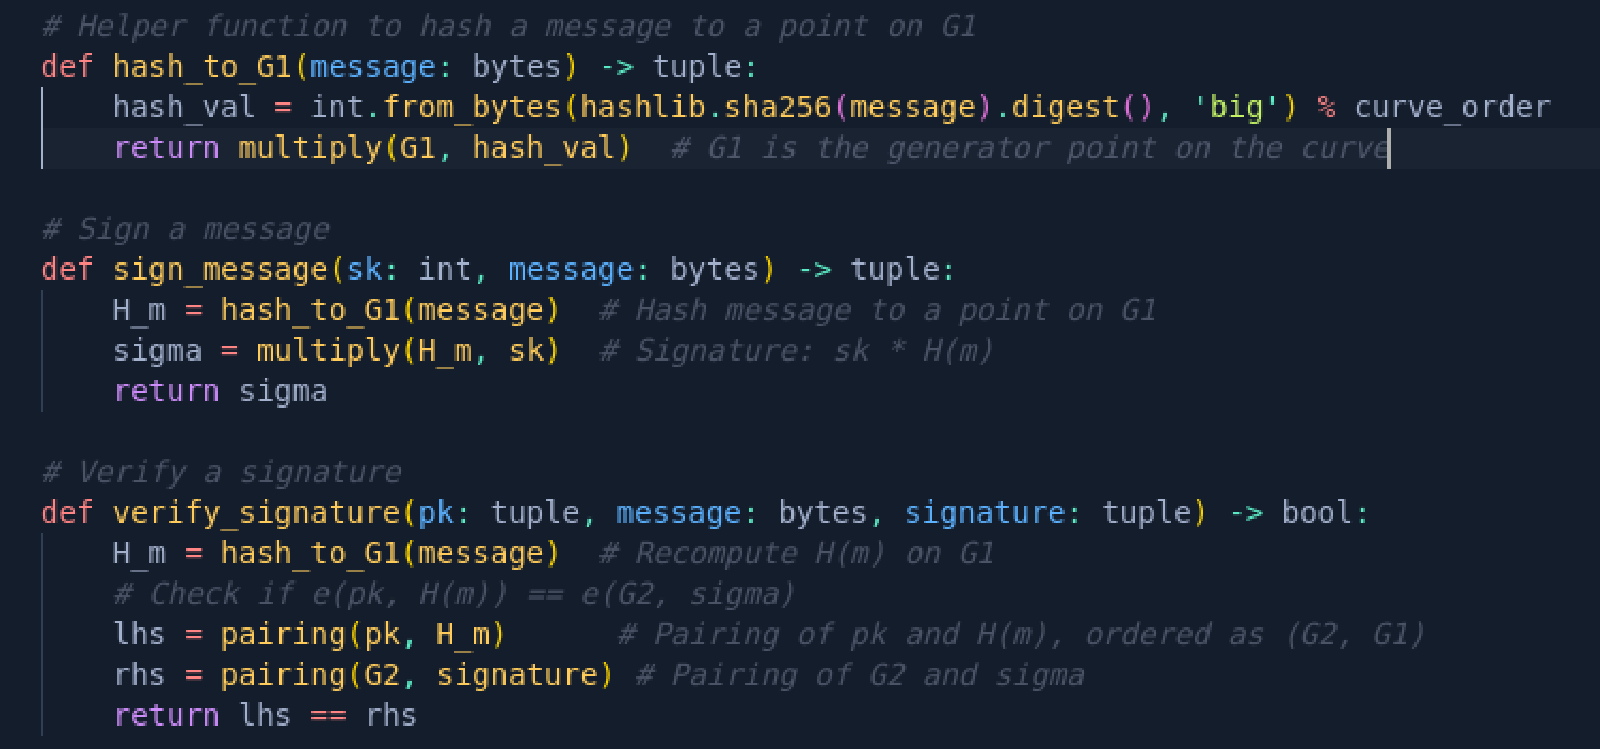 # Helper function to hash a message to a point on G1
def hash_to_G1(message: bytes) -> tuple:
    hash_val = int.from_bytes(hashlib.sha256(message).digest(), 'big') % curve_order
    return multiply(G1, hash_val)  # G1 is the generator point on the curve

# Sign a message
def sign_message(sk: int, message: bytes) -> tuple:
    H_m = hash_to_G1(message)  # Hash message to a point on G1
    sigma = multiply(H_m, sk)  # Signature: sk * H(m)
    return sigma

# Verify a signature
def verify_signature(pk: tuple, message: bytes, signature: tuple) -> bool:
    H_m = hash_to_G1(message)  # Recompute H(m) on G1
    # Check if e(pk, H(m)) == e(G2, sigma)
    lhs = pairing(pk, H_m)      # Pairing of pk and H(m), ordered as (G2, G1)
    rhs = pairing(G2, signature) # Pairing of G2 and sigma
    return lhs == rhs